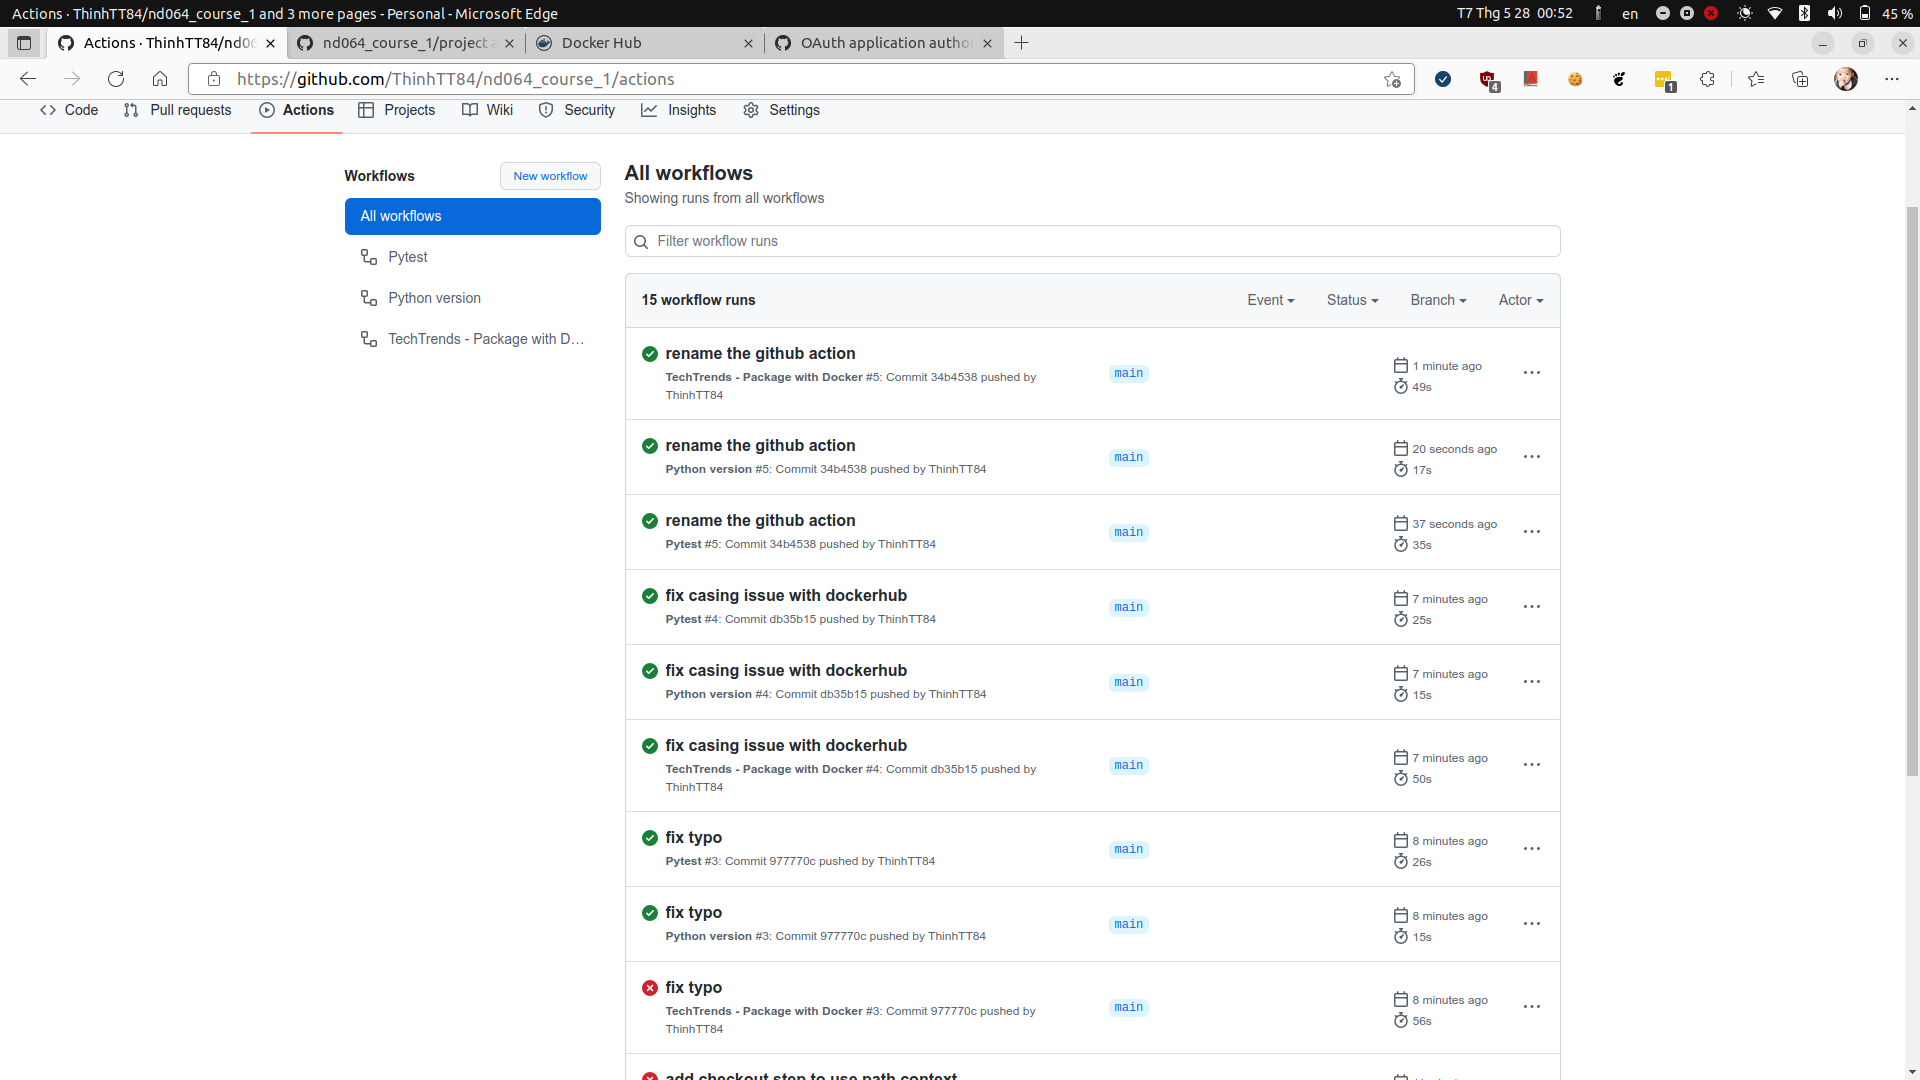 Actions · ThinhTT84/nd064_course_1 and 3 more pages - Personal - Microsoft Edge
T7 Thg 5 28 00:52
en
45 %
Actions · ThinhTT84/nd06
nd064_course_1/project
Docker Hub
OAuth application autho
https://github.com/ThinhTT84/nd064_course_1/actions
4
1
Code
Pull requests
Actions
Projects
Wiki
Security
Insights
Settings
Workflows
New workflow
All workflows
Pytest
Python version
TechTrends - Package with D…
All workflows
Showing runs from all workflows
Filter workflow runs
15 workflow runs
Event
Status
Branch
Actor
rename the github action
TechTrends - Package with Docker #5: Commit 34b4538 pushed by
ThinhTT84
main
1 minute ago
49s
rename the github action
Python version #5: Commit 34b4538 pushed by ThinhTT84
main
20 seconds ago
17s
rename the github action
Pytest #5: Commit 34b4538 pushed by ThinhTT84
main
37 seconds ago
35s
fix casing issue with dockerhub
Pytest #4: Commit db35b15 pushed by ThinhTT84
main
7 minutes ago
25s
fix casing issue with dockerhub
Python version #4: Commit db35b15 pushed by ThinhTT84
main
7 minutes ago
15s
fix casing issue with dockerhub
TechTrends - Package with Docker #4: Commit db35b15 pushed by
ThinhTT84
main
7 minutes ago
50s
fix typo
Pytest #3: Commit 977770c pushed by ThinhTT84
main
8 minutes ago
26s
fix typo
Python version #3: Commit 977770c pushed by ThinhTT84
main
8 minutes ago
15s
fix typo
TechTrends - Package with Docker #3: Commit 977770c pushed by
ThinhTT84
main
8 minutes ago
56s
add checkout step to use path context